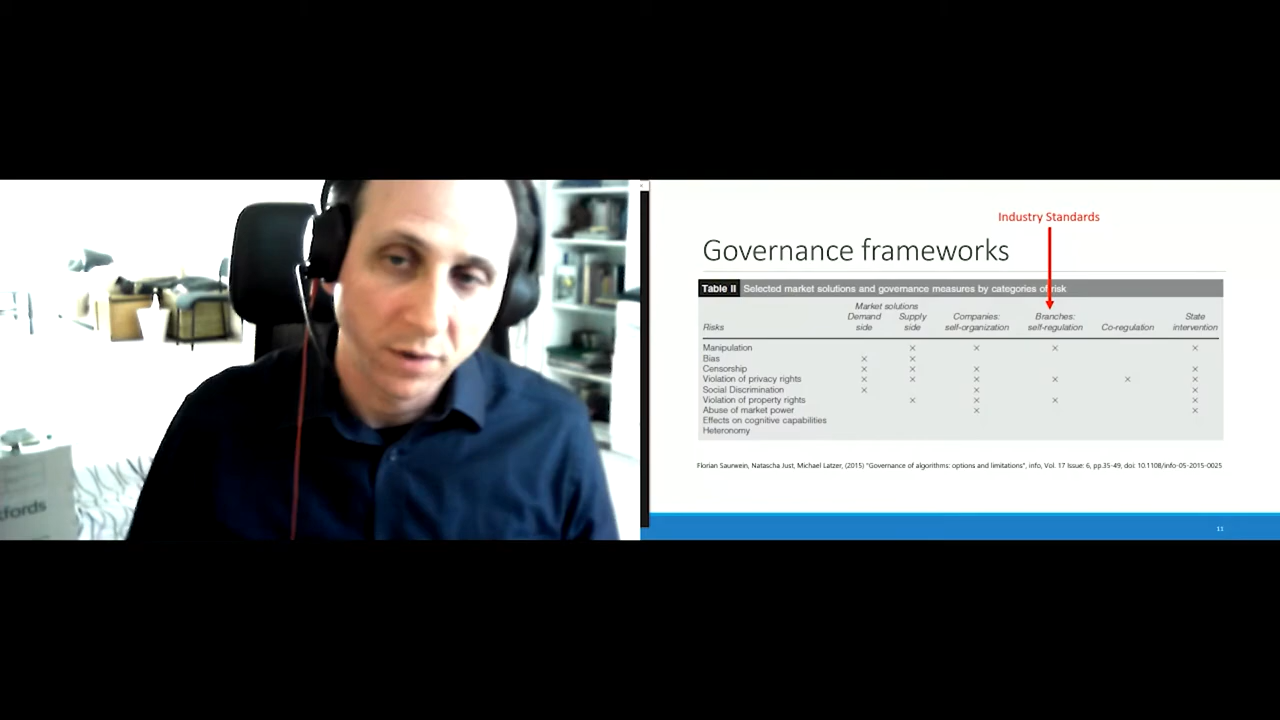 Industry Standards
Governance frameworks
Table II Selected market solutions and governance measures by categories of risk
Market solutions
Demand Supply Companies: Branches: State
Risks side side self-organization self-regulation Co-regulation intervention
Manipulation × × × ×
Bias × ×
Censorship × × × ×
Violation of privacy rights × × × × × ×
Social Discrimination × × ×
Violation of property rights × × × ×
Abuse of market power × ×
Effects on cognitive capabilities
Heteronomy
Florian Saurwein, Natascha Just, Michael Latzer, (2015) "Governance of algorithms: options and limitations", info, Vol. 17 Issue: 6, pp.35-49, doi: 10.1108/info-05-2015-0025
11